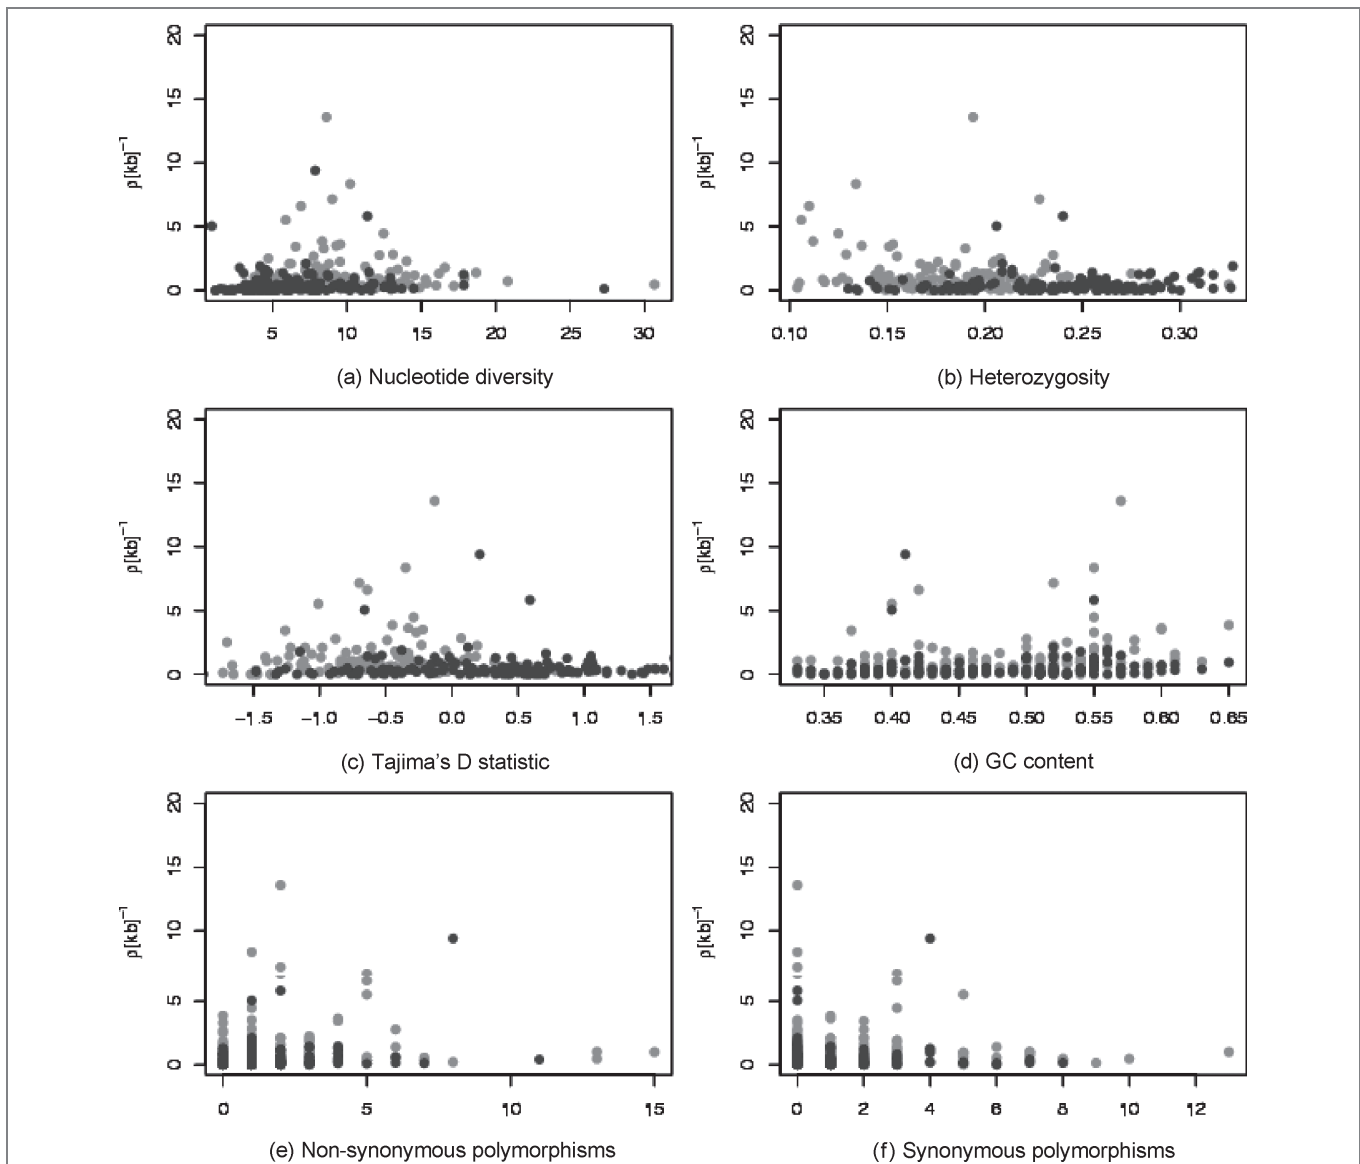 20
15
10
5
0
ρ[kb]⁻¹
5 10 15 20 25 30
(a) Nucleotide diversity
20
15
10
5
0
ρ[kb]⁻¹
0.10 0.15 0.20 0.25 0.30
(b) Heterozygosity
20
15
10
5
0
ρ[kb]⁻¹
−1.5 −1.0 −0.5 0.0 0.5 1.0 1.5
(c) Tajima's D statistic
20
15
10
5
0
ρ[kb]⁻¹
0.35 0.40 0.45 0.50 0.55 0.60 0.65
(d) GC content
20
15
10
5
0
ρ[kb]⁻¹
0 5 10 15
(e) Non-synonymous polymorphisms
20
15
10
5
0
ρ[kb]⁻¹
0 2 4 6 8 10 12
(f) Synonymous polymorphisms